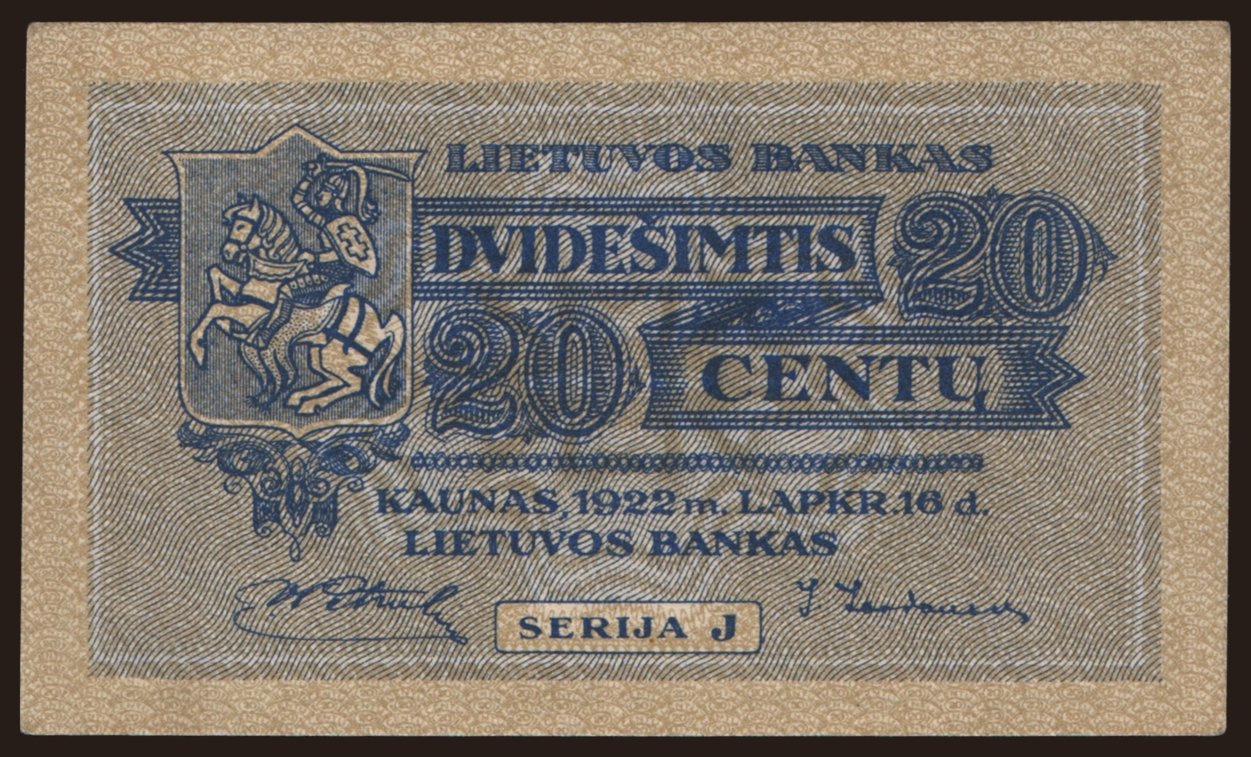 LIETUVOS BANKAS
DVIDEŠIMTIS 20
20 CENTŲ
KAUNAS, 1922 m. LAPKR. 16 d.
LIETUVOS BANKAS
SERIJA J